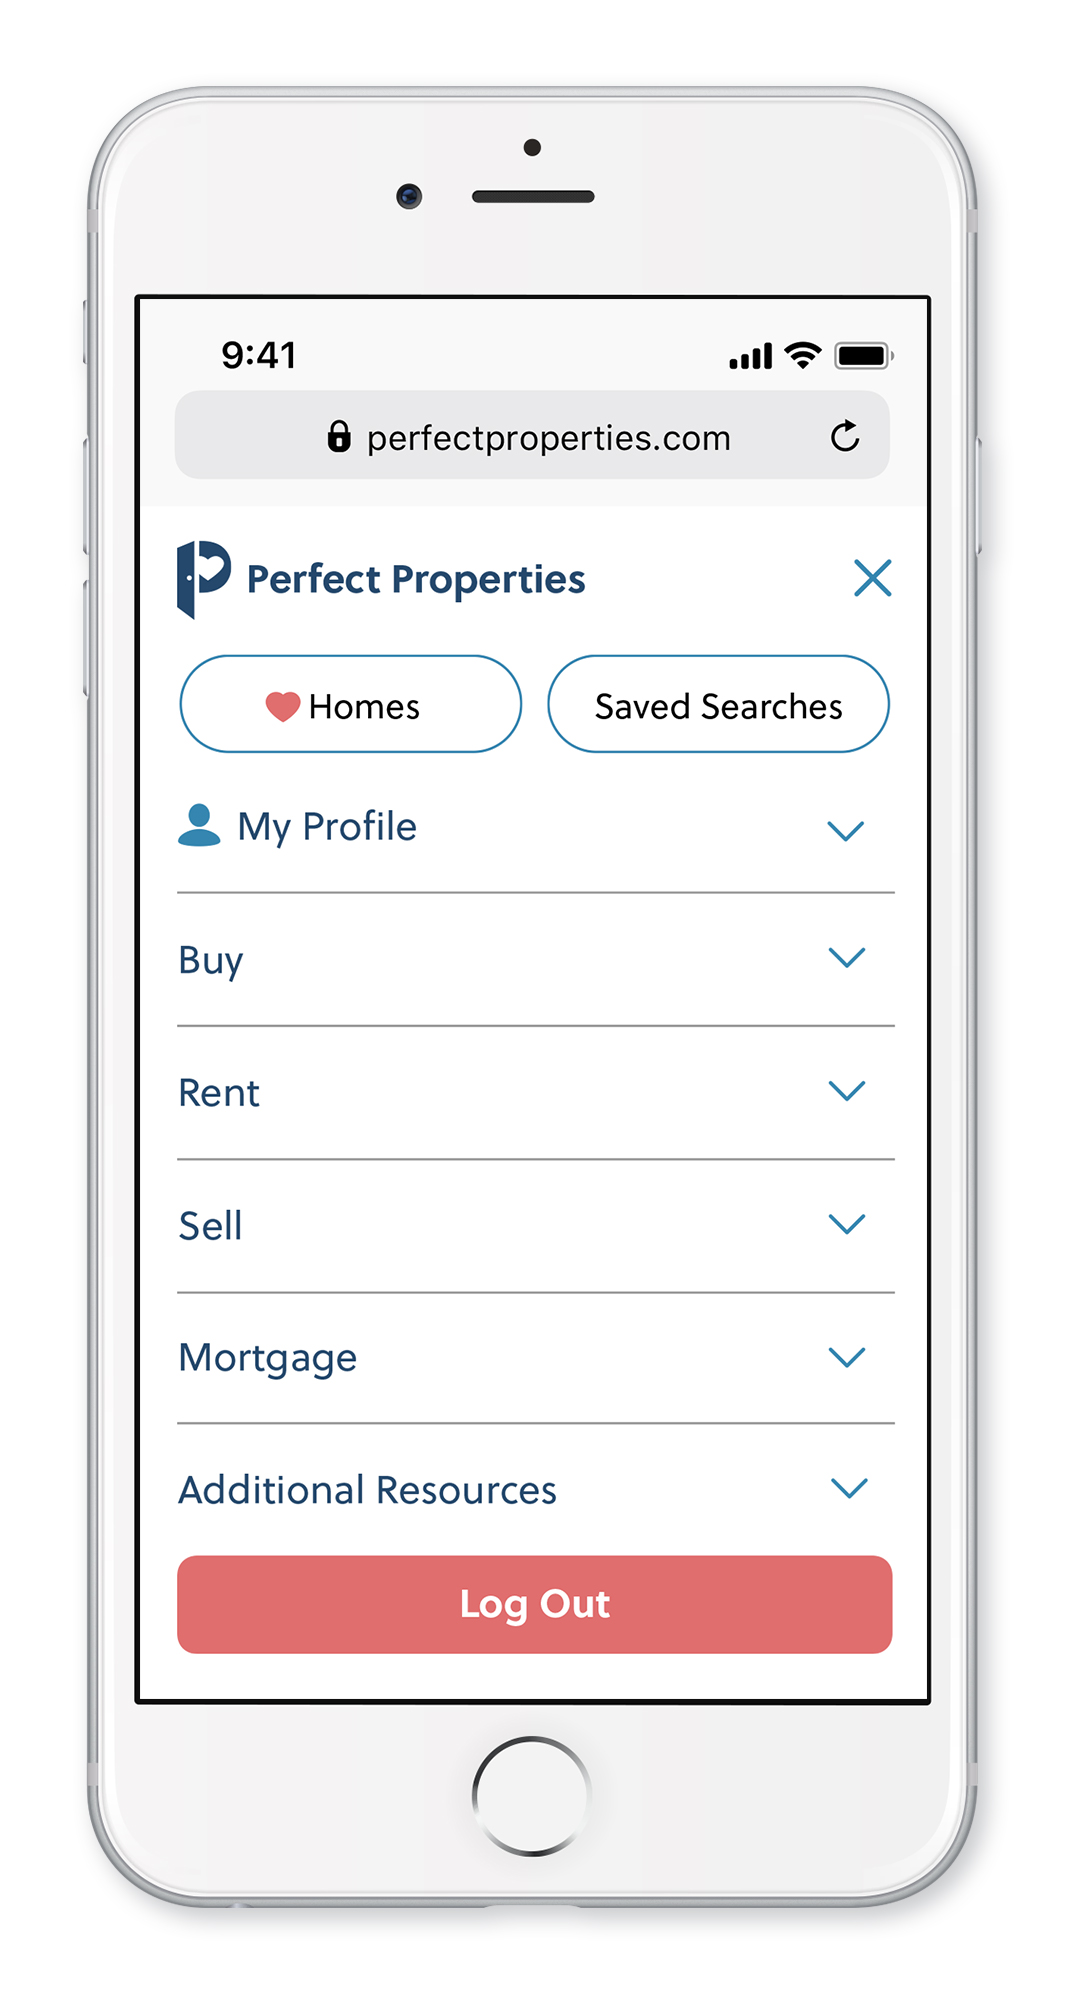 9:41
perfectproperties.com
Perfect Properties
Homes
Saved Searches
My Profile
Buy
Rent
Sell
Mortgage
Additional Resources
Log Out